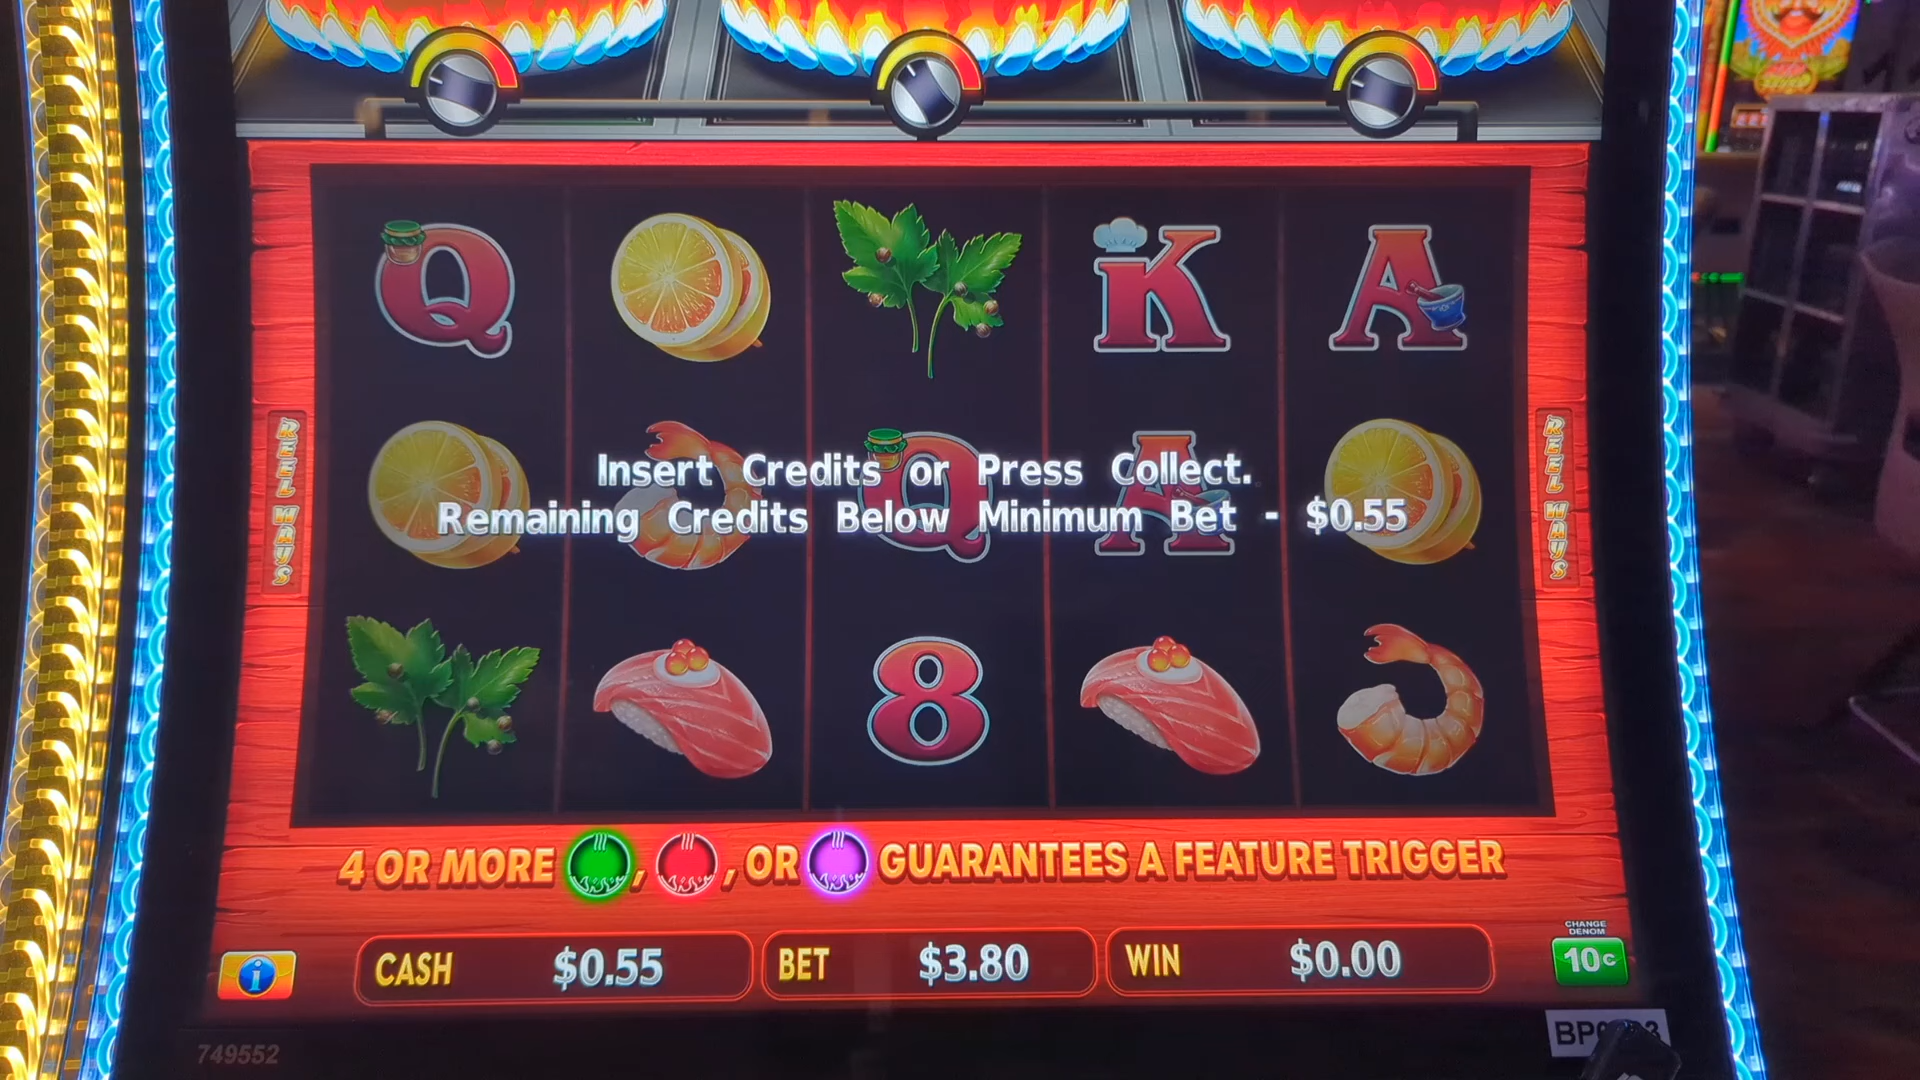 Q K A
REEL WAYS
Q A
REEL WAYS
Insert Credits or Press Collect.
Remaining Credits Below Minimum Bet - $0.55
8
4 OR MORE , , OR GUARANTEES A FEATURE TRIGGER
CHANGE
DENOM
i
CASH $0.55
BET $3.80
WIN $0.00
10¢
749552